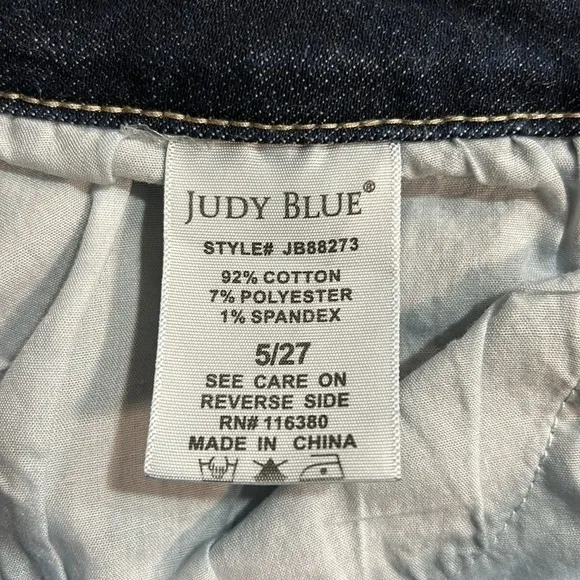 JUDY BLUE®
STYLE# JB88273
92% COTTON
7% POLYESTER
1% SPANDEX
5/27
SEE CARE ON
REVERSE SIDE
RN# 116380
MADE IN CHINA